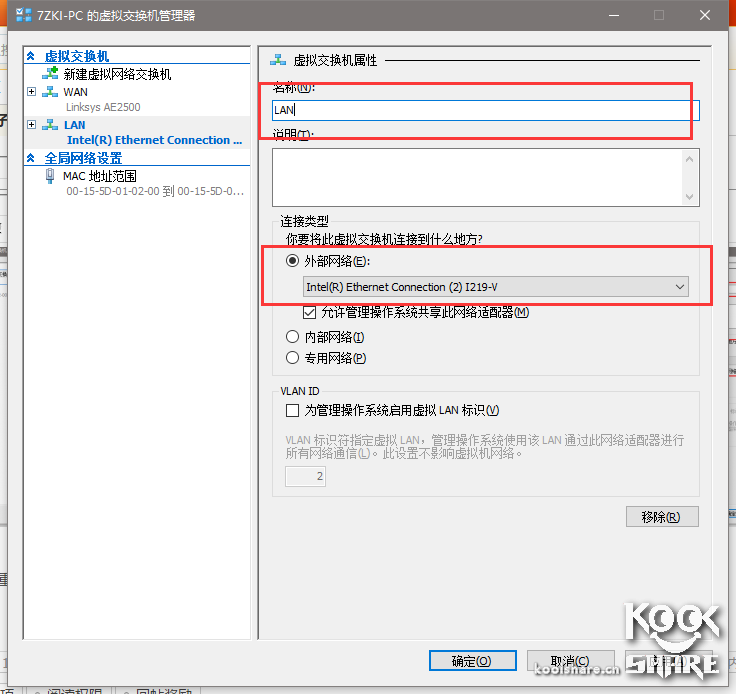 7ZKI-PC 的虚拟交换机管理器
虚拟交换机
新建虚拟网络交换机
WAN
Linksys AE2500
LAN
Intel(R) Ethernet Connection ...
全局网络设置
MAC 地址范围
00-15-5D-01-02-00 到 00-15-5D-0...
虚拟交换机属性
名称(N):
LAN
说明(T):
连接类型
你要将此虚拟交换机连接到什么地方?
外部网络(E):
Intel(R) Ethernet Connection (2) I219-V
允许管理操作系统共享此网络适配器(M)
内部网络(I)
专用网络(P)
VLAN ID
为管理操作系统启用虚拟 LAN 标识(V)
VLAN 标识符指定虚拟 LAN，管理操作系统使用该 LAN 通过此网络适配器进行
所有网络通信(L)。此设置不影响虚拟机网络。
2
移除(R)
确定(O)
取消(C)
KOOL
SHARE
koolshare.cn